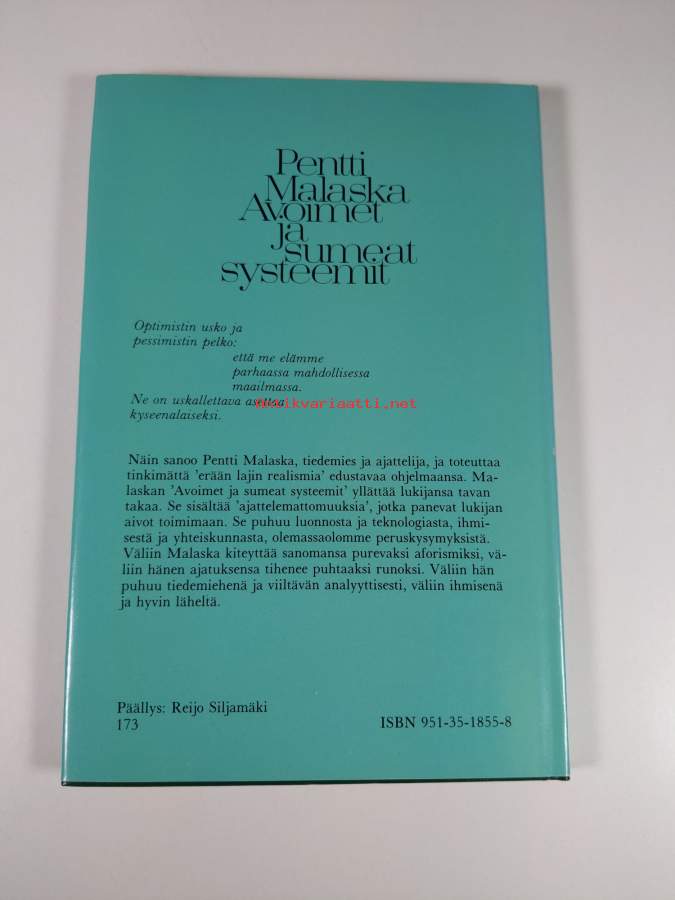 Pentti
Malaska
Avoimet
ja
sumeat
systeemit
Optimistin usko ja
pessimistin pelko:
että me elämme
parhaassa mahdollisessa
maailmassa.
Ne on uskallettava asettaa
antikvariaatti.net
kyseenalaiseksi.
Näin sanoo Pentti Malaska, tiedemies ja ajattelija, ja toteuttaa
tinkimättä 'erään lajin realismia' edustavaa ohjelmaansa. Ma-
laskan 'Avoimet ja sumeat systeemit' yllättää lukijansa tavan
takaa. Se sisältää 'ajattelemattomuuksia', jotka panevat lukijan
aivot toimimaan. Se puhuu luonnosta ja teknologiasta, ihmi-
sestä ja yhteiskunnasta, olemassaolomme peruskysymyksistä.
Väliin Malaska kiteyttää sanomansa purevaksi aforismiksi, vä-
liin hänen ajatuksensa tihenee puhtaaksi runoksi. Väliin hän
puhuu tiedemiehenä ja viiltävän analyyttisesti, väliin ihmisenä
ja hyvin läheltä.
Päällys: Reijo Siljamäki
173
ISBN 951-35-1855-8